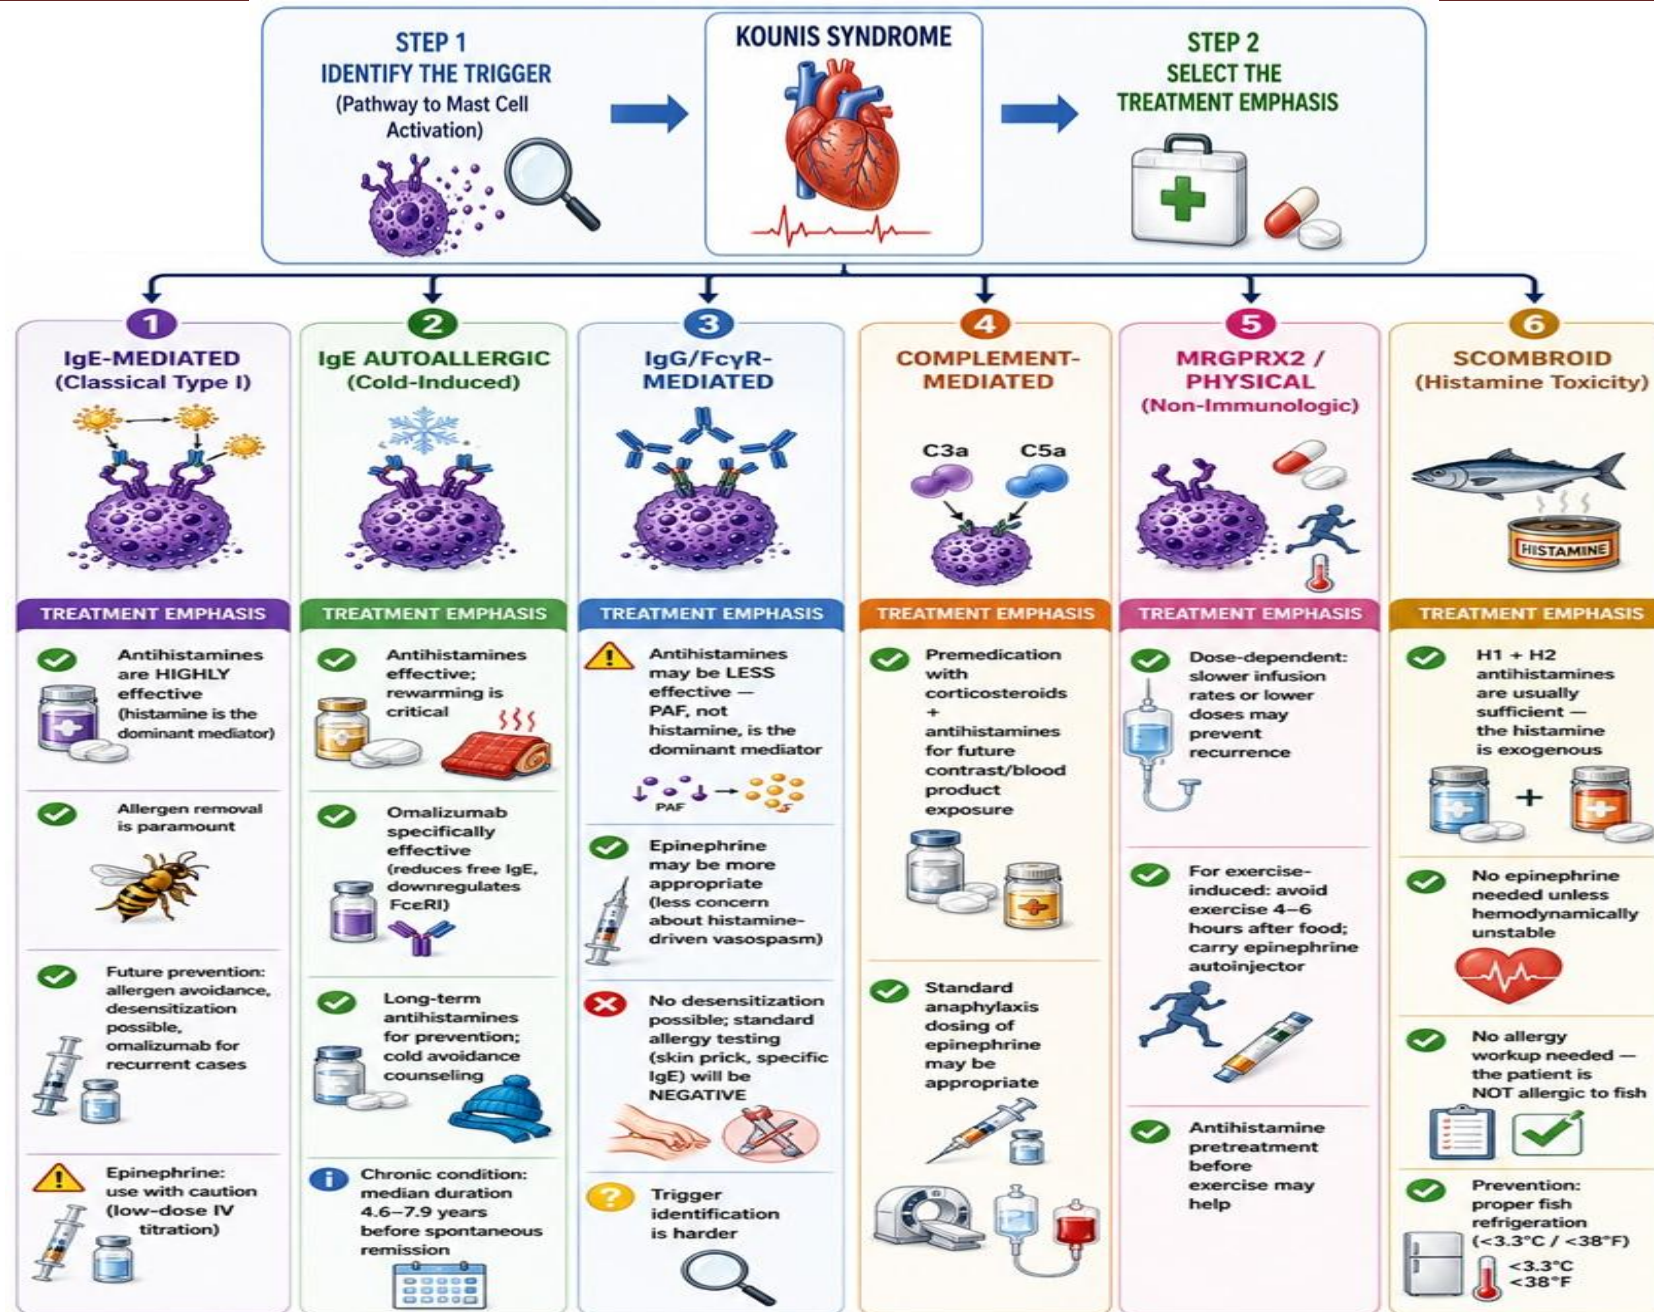 STEP 1
IDENTIFY THE TRIGGER
(Pathway to Mast Cell
Activation)
KOUNIS SYNDROME
STEP 2
SELECT THE
TREATMENT EMPHASIS
1
IgE-MEDIATED
(Classical Type I)
TREATMENT EMPHASIS
Antihistamines
are HIGHLY
effective
(histamine is the
dominant mediator)
Allergen removal
is paramount
Future prevention:
allergen avoidance,
desensitization
possible,
omalizumab for
recurrent cases
Epinephrine:
use with caution
(low-dose IV
titration)
2
IgE AUTOALLERGIC
(Cold-Induced)
TREATMENT EMPHASIS
Antihistamines
effective;
rewarming is
critical
Omalizumab
specifically
effective
(reduces free IgE,
downregulates
FcεRI)
Long-term
antihistamines
for prevention;
cold avoidance
counseling
Chronic condition:
median duration
4.6–7.9 years
before spontaneous
remission
3
IgG/FcγR-
MEDIATED
TREATMENT EMPHASIS
Antihistamines
may be LESS
effective —
PAF, not
histamine, is the
dominant mediator
PAF
Epinephrine
may be more
appropriate
(less concern
about histamine-
driven vasospasm)
No desensitization
possible; standard
allergy testing
(skin prick, specific
IgE) will be
NEGATIVE
Trigger
identification
is harder
4
COMPLEMENT-
MEDIATED
C3a C5a
TREATMENT EMPHASIS
Premedication
with
corticosteroids
+
antihistamines
for future
contrast/blood
product
exposure
Standard
anaphylaxis
dosing of
epinephrine
may be
appropriate
5
MRGPRX2 /
PHYSICAL
(Non-Immunologic)
TREATMENT EMPHASIS
Dose-dependent:
slower infusion
rates or lower
doses may
prevent
recurrence
For exercise-
induced: avoid
exercise 4–6
hours after food;
carry epinephrine
autoinjector
Antihistamine
pretreatment
before
exercise may
help
6
SCOMBROID
(Histamine Toxicity)
HISTAMINE
TREATMENT EMPHASIS
H1 + H2
antihistamines
are usually
sufficient —
the histamine
is exogenous
+
No epinephrine
needed unless
hemodynamically
unstable
No allergy
workup needed —
the patient is
NOT allergic to fish
Prevention:
proper fish
refrigeration
(<3.3°C / <38°F)
<3.3°C
<38°F